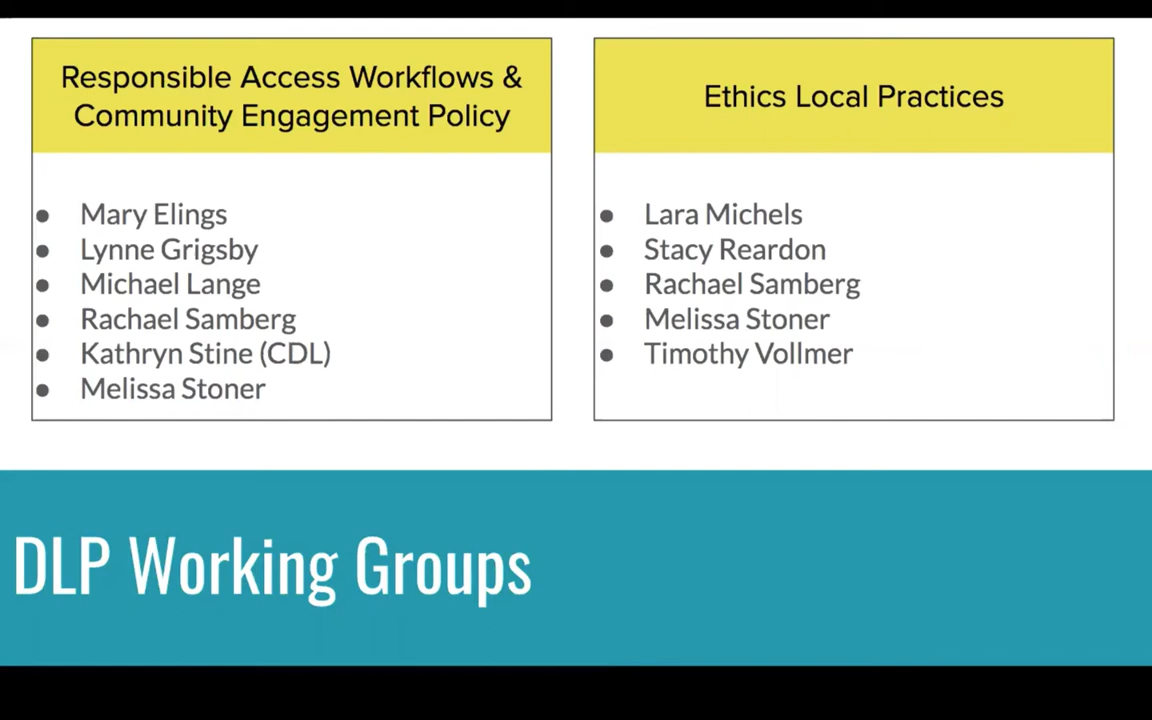 Responsible Access Workflows &
Community Engagement Policy
● Mary Elings
● Lynne Grigsby
● Michael Lange
● Rachael Samberg
● Kathryn Stine (CDL)
● Melissa Stoner
Ethics Local Practices
● Lara Michels
● Stacy Reardon
● Rachael Samberg
● Melissa Stoner
● Timothy Vollmer
DLP Working Groups